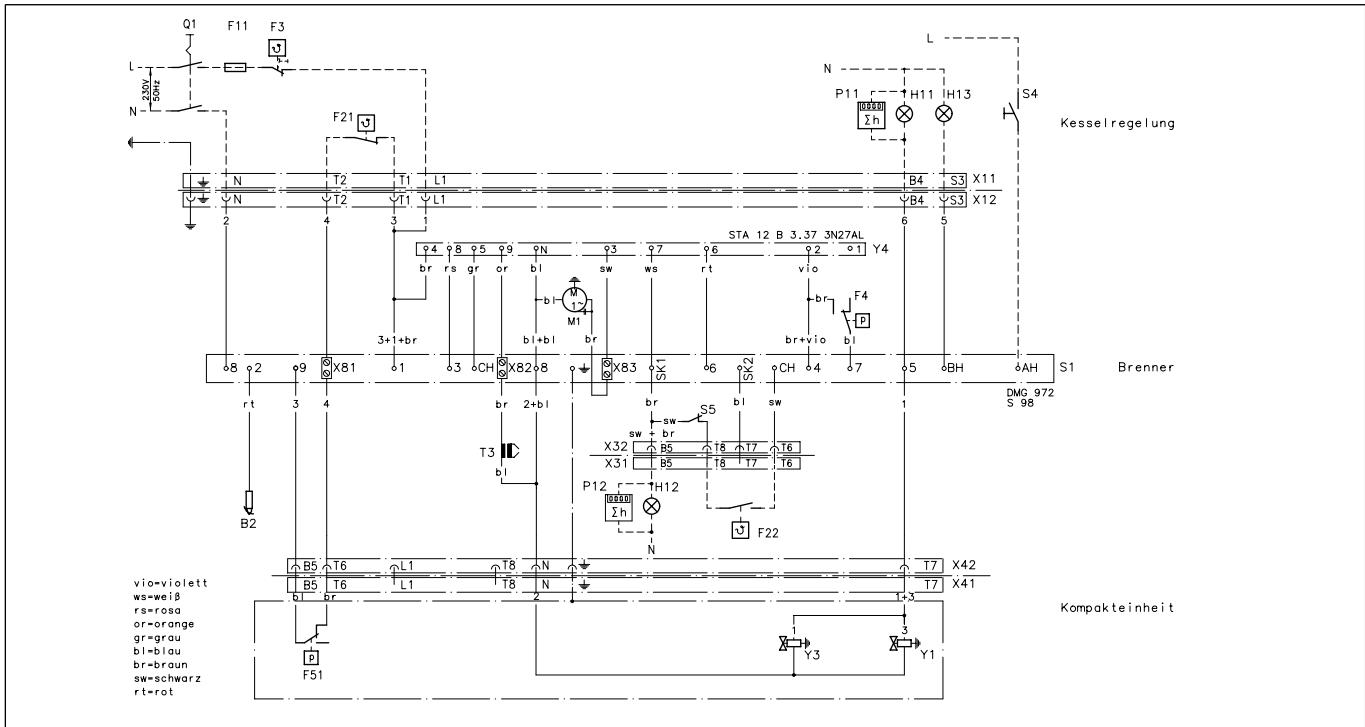 Q1 F11 F3
L
230V
50Hz
N
F21
L
N
P11 H11 H13
S4
0000
Σh
Kesselregelung
N T2 T1 L1 B4 S3 X11
N T2 T1 L1 B4 S3 X12
2 4 3 1 6 5
STA 12 B 3.37 3N27AL
4 8 5 9 N 3 7 6 2 1 Y4
br rs gr or bl sw ws rt vio
bl M 1~ br F4
M1 P
3+1+br bl+bl br br+vio bl
8 2 9 X81 1 3 CH X82 8 X83 SK1 6 SK2 CH 4 7 5 BH AH S1 Brenner
DMG 972
S 98
rt 3 4 br 2+bl br bl sw 1
sw S5
sw + br
X32 B5 T8 T7 T6
X31 B5 T8 T7 T6
T3
bl
P12 H12
0000
Σh
B2
F22
N
B5 T6 L1 T8 N T7 X42
B5 T6 L1 T8 N T7 X41
bl br 2 1+3
Kompakteinheit
1 3
Y3 Y1
P
F51
vio=violett
ws=weiß
rs=rosa
or=orange
gr=grau
bl=blau
br=braun
sw=schwarz
rt=rot